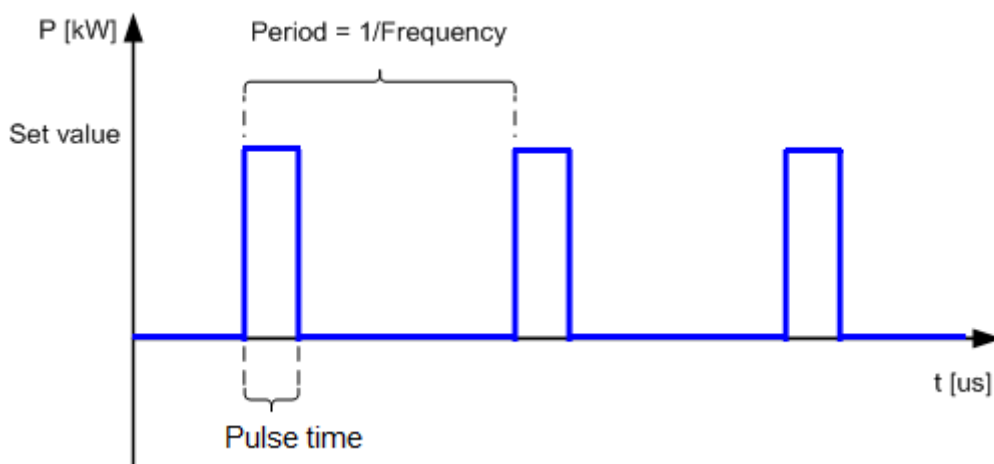 P [kW]
Period = 1/Frequency
Set value
t [us]
Pulse time